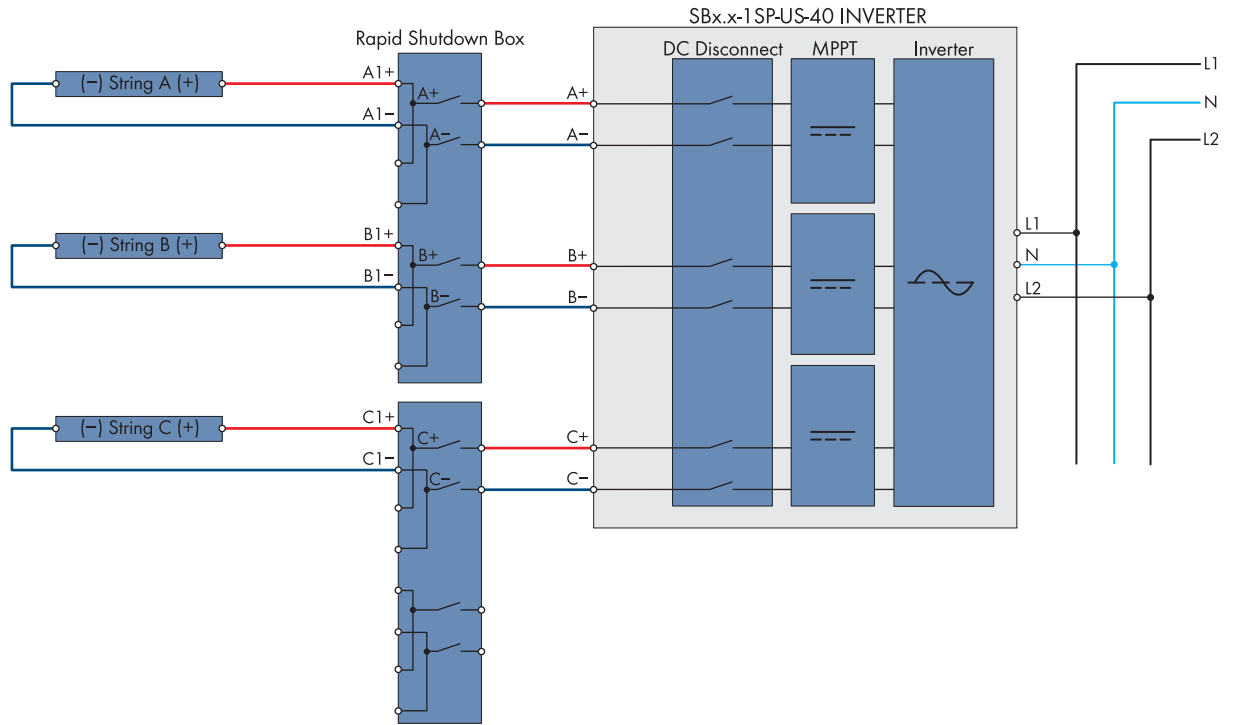 SBx.x-1SP-US-40 INVERTER
Rapid Shutdown Box
DC Disconnect
MPPT
Inverter
(−) String A (+)
A1+
A1−
A+
A−
A+
A−
(−) String B (+)
B1+
B1−
B+
B−
B+
B−
(−) String C (+)
C1+
C1−
C+
C−
C+
C−
L1
N
L2
L1
N
L2